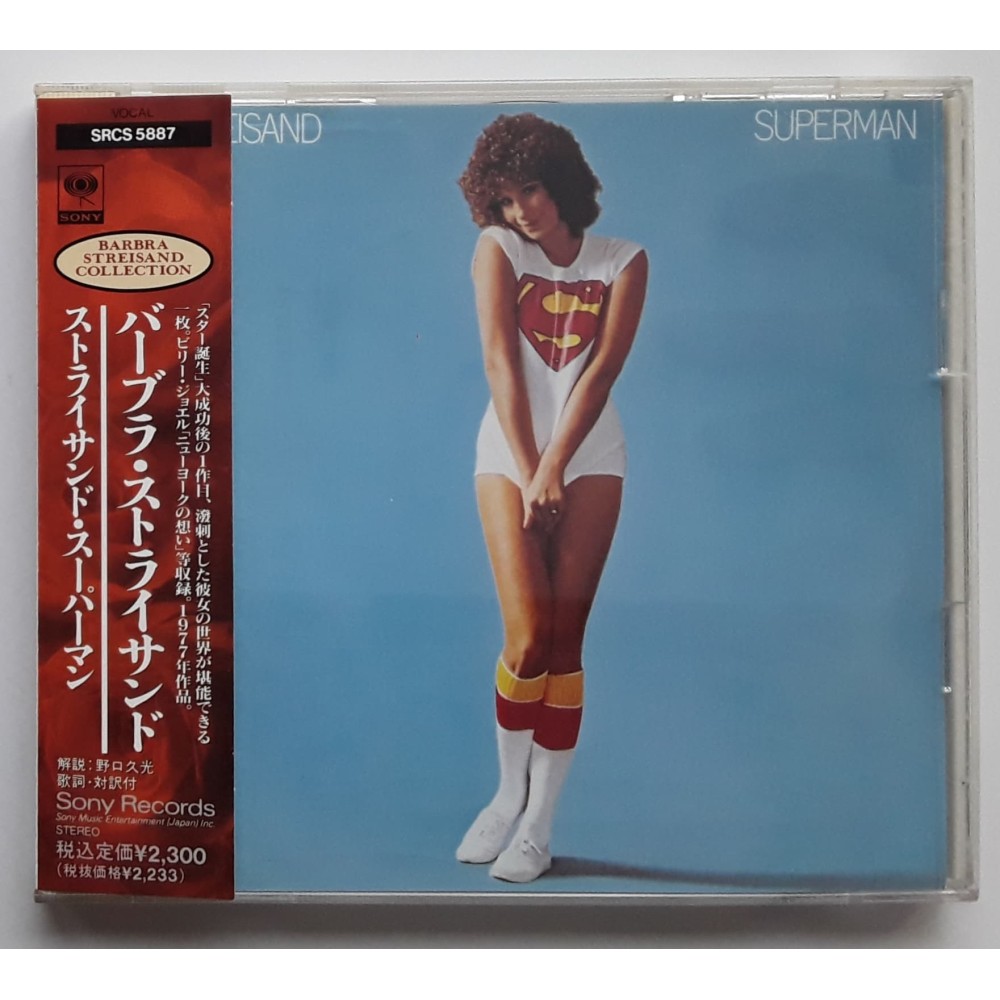 VOCAL
SRCS 5887
SONY
BARBRA
STREISAND
COLLECTION
「スター誕生」大成功後の1作目、溌剌とした彼女の世界が堪能できる
一枚。ビリー・ジョエル「ニューヨークの想い」等収録。1977年作品。
バーブラ・ストライサンド
ストライサンド・スーパーマン
解説:野口久光
歌詞・対訳付
Sony Records
Sony Music Entertainment (Japan) Inc.
STEREO
税込定価¥2,300
(税抜価格¥2,233)
EISAND
SUPERMAN
S